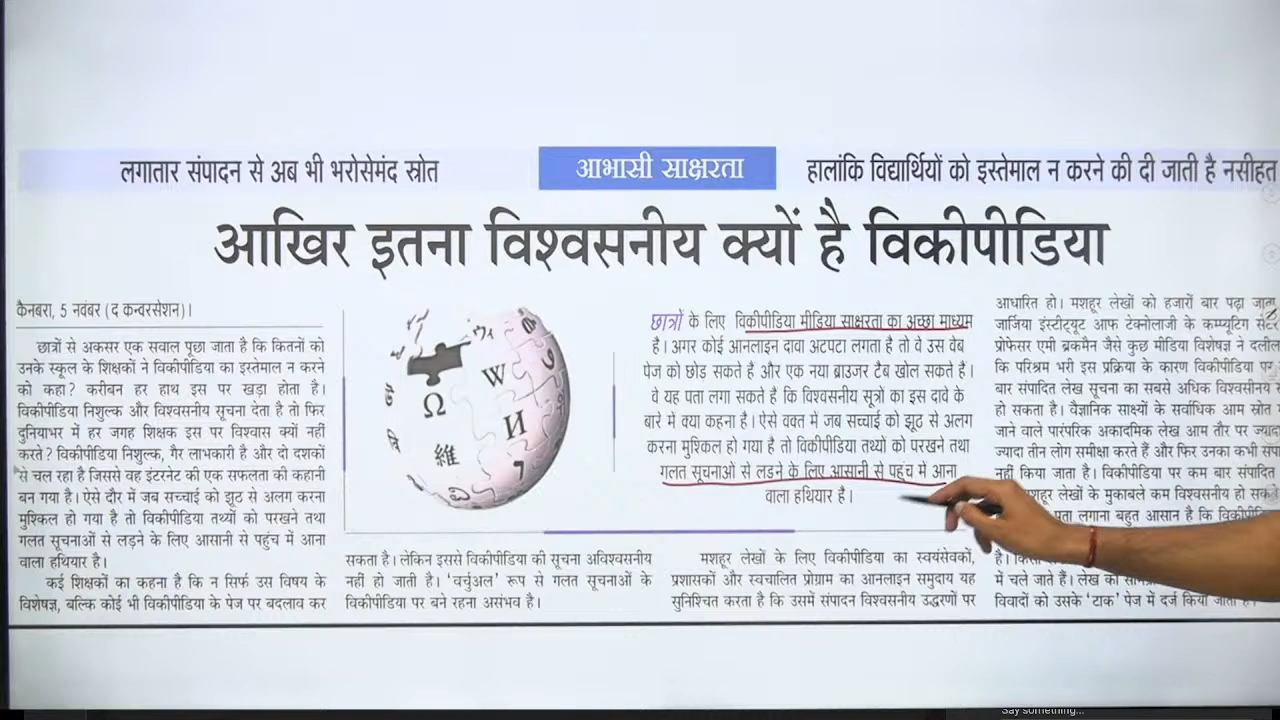 लगातार संपादन से अब भी भरोसेमंद स्रोत
आभासी साक्षरता
हालांकि विद्यार्थियों को इस्तेमाल न करने की दी जाती है नसीहत
आखिर इतना विश्वसनीय क्यों है विकीपीडिया
कैनबरा, 5 नवंबर (द कन्वरसेशन)।
छात्रों से अकसर एक सवाल पूछा जाता है कि कितनों को
उनके स्कूल के शिक्षकों ने विकीपीडिया का इस्तेमाल न करने
को कहा? करीबन हर हाथ इस पर खड़ा होता है।
विकीपीडिया निशुल्क और विश्वसनीय सूचना देता है तो फिर
दुनियाभर में हर जगह शिक्षक इस पर विश्वास क्यों नहीं
करते? विकीपीडिया निशुल्क, गैर लाभकारी है और दो दशकों
से चल रहा है जिससे वह इंटरनेट की एक सफलता की कहानी
बन गया है। ऐसे दौर में जब सच्चाई को झूठ से अलग करना
मुश्किल हो गया है तो विकीपीडिया तथ्यों को परखने तथा
गलत सूचनाओं से लड़ने के लिए आसानी से पहुंच में आना
वाला हथियार है।
कई शिक्षकों का कहना है कि न सिर्फ उस विषय के
विशेषज्ञ, बल्कि कोई भी विकीपीडिया के पेज पर बदलाव कर
Ω
W
И
維
7
सकता है। लेकिन इससे विकीपीडिया की सूचना अविश्वसनीय
नहीं हो जाती है। 'वर्चुअल' रूप से गलत सूचनाओं के
विकीपीडिया पर बने रहना असंभव है।
छात्रों के लिए विकीपीडिया मीडिया साक्षरता का अच्छा माध्यम
है। अगर कोई आनलाइन दावा अटपटा लगता है तो वे उस वेब
पेज को छोड़ सकते हैं और एक नया ब्राउजर टैब खोल सकते हैं।
वे यह पता लगा सकते हैं कि विश्वसनीय सूत्रों का इस दावे के
बारे में क्या कहना है। ऐसे वक्त में जब सच्चाई को झूठ से अलग
करना मुश्किल हो गया है तो विकीपीडिया तथ्यों को परखने तथा
गलत सूचनाओं से लडने के लिए आसानी से पहुंच में आना
वाला हथियार है।
मशहूर लेखों के लिए विकीपीडिया का स्वयंसेवकों,
प्रशासकों और स्वचालित प्रोग्राम का आनलाइन समुदाय यह
सुनिश्चित करता है कि उसमें संपादन विश्वसनीय उद्धरणों पर
आधारित हो। मशहूर लेखों को हजारों बार पढ़ा जाता
जार्जिया इंस्टीट्यूट आफ टेक्नोलाजी के कम्प्यूटिंग
प्रोफेसर एमी ब्रकमैन जैसे कुछ मीडिया विशेषज्ञ ने दलील
कि परिश्रम भरी इस प्रक्रिया के कारण विकीपीडिया पर
बार संपादित लेख सूचना का सबसे अधिक विश्वसीनय
हो सकता है। वैज्ञानिक साक्ष्यों के सर्वाधिक आम स्रोत
जाने वाले पारंपरिक अकादमिक लेख आम तौर पर ज्यादा
ज्यादा तीन लोग समीक्षा करते हैं और फिर उनका कभी
नहीं किया जाता है। विकीपीडिया पर कम बार संपादित
लेखों के मुकाबले कम विश्वसनीय हो
पता लगाना बहुत आसान है कि
है।
में चले जाते हैं। लेख की
विवादों को उसके 'टाक' पेज में दर्ज किया जाता है।
Say something...